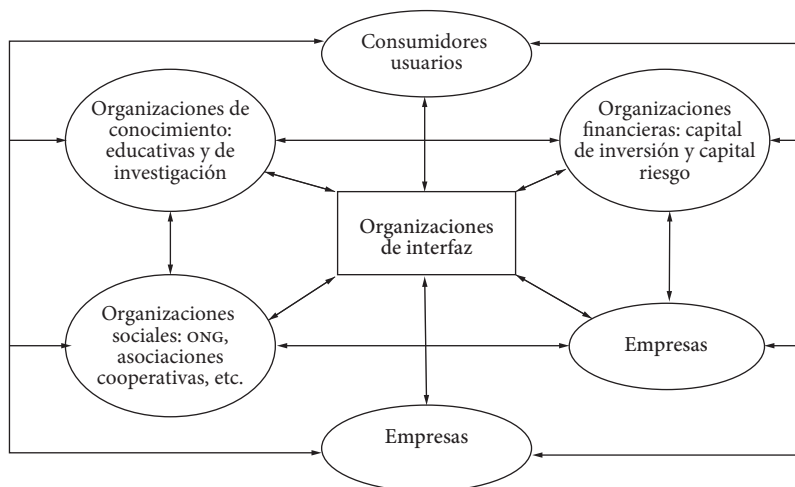 Consumidores
usuarios
Organizaciones de
conocimiento:
educativas y de
investigación
Organizaciones
financieras: capital
de inversión y capital
riesgo
Organizaciones
de interfaz
Organizaciones
sociales: ONG,
asociaciones
cooperativas, etc.
Empresas
Empresas